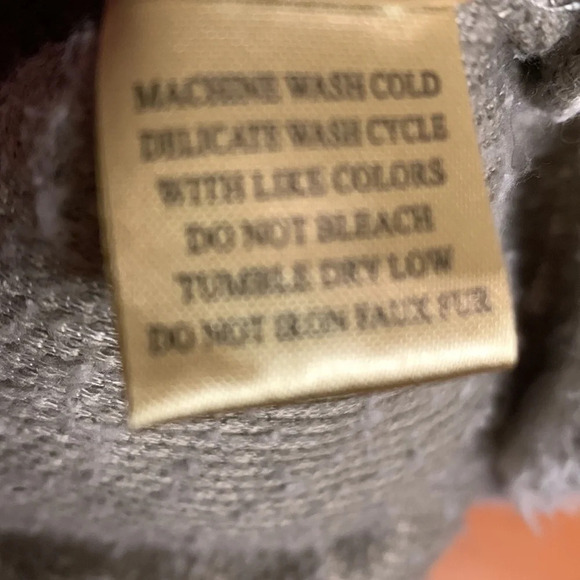 MACHINE WASH COLD
DELICATE WASH CYCLE
WITH LIKE COLORS
DO NOT BLEACH
TUMBLE DRY LOW
DO NOT IRON FAUX FUR